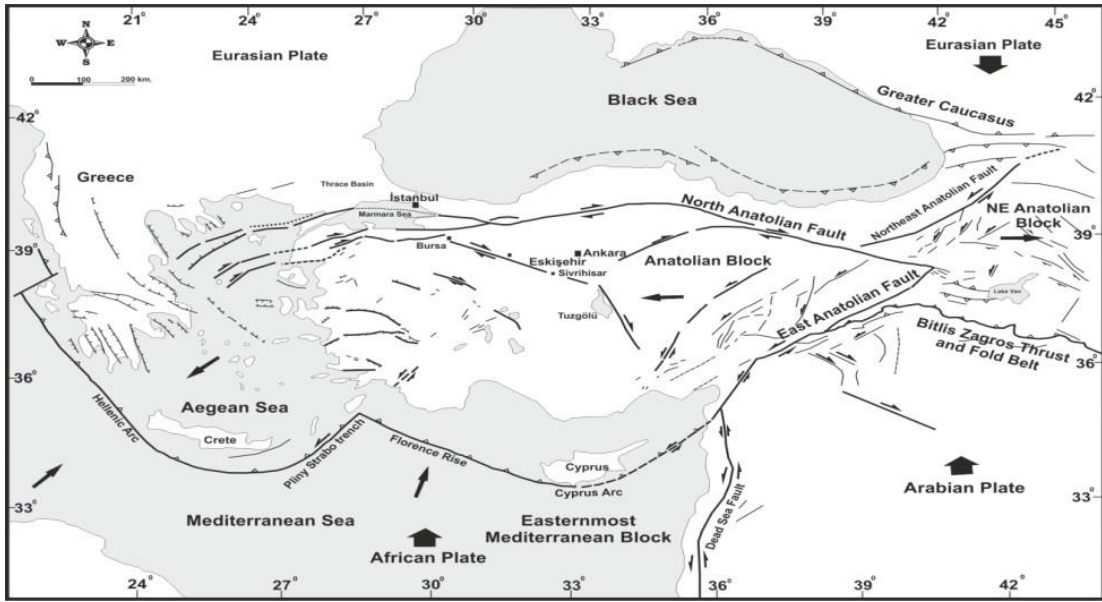 21°
24°
27°
33
36°
39
42°
45°
N
W
E
S
0
100
200 km.
Eurasian Plate
Eurasian Plate
42°
42°
Black Sea
Greater Caucasus
Greece
Thrace Basin
İstanbul
Marmara Sea
North Anatolian Fault
Northeast Anatolian Fault
NE Anatolian
Block
39°
39°
Bursa
Eskişehir
Ankara
Sivrihisar
Anatolian Block
Tuzgölü
Lake Van
East Anatolian Fault
Bitlis Zagros Thrust
and Fold Belt
36°
36°
Aegean Sea
Hellenic Arc
Crete
Pliny Strabo trench
Florence Rise
Cyprus
Cyprus Arc
Dead Sea Fault
Arabian Plate
33°
33°
Mediterranean Sea
Easternmost
Mediterranean Block
African Plate
24°
27°
30°
33°
36°
39°
42°